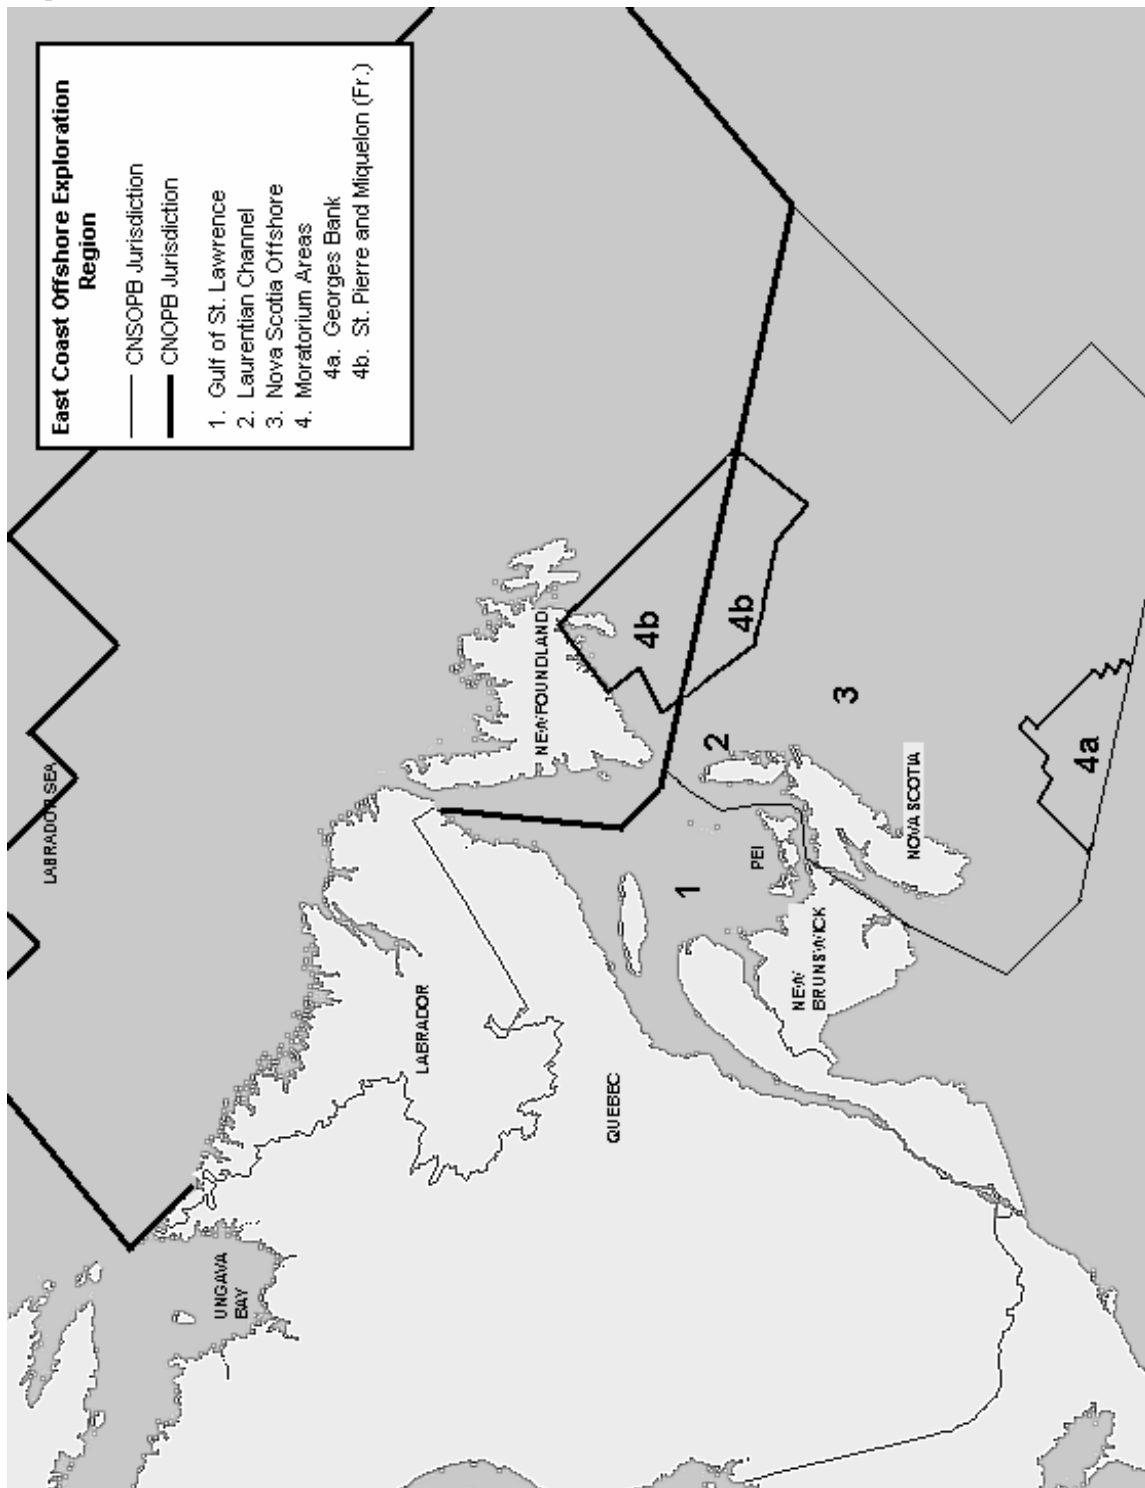 East Coast Offshore Exploration
Region
CNSOPB Jurisdiction
CNOPB Jurisdiction
1. Gulf of St. Lawrence
2. Laurentian Channel
3. Nova Scotia Offshore
4. Moratorium Areas
4a. Georges Bank
4b. St. Pierre and Miquelon (Fr.)
LABRADOR SEA
UNGAVA
BAY
LABRADOR
QUEBEC
NEWFOUNDLAND
4b
4b
1
2
3
PEI
NEW
BRUNSWICK
NOVA SCOTIA
4a